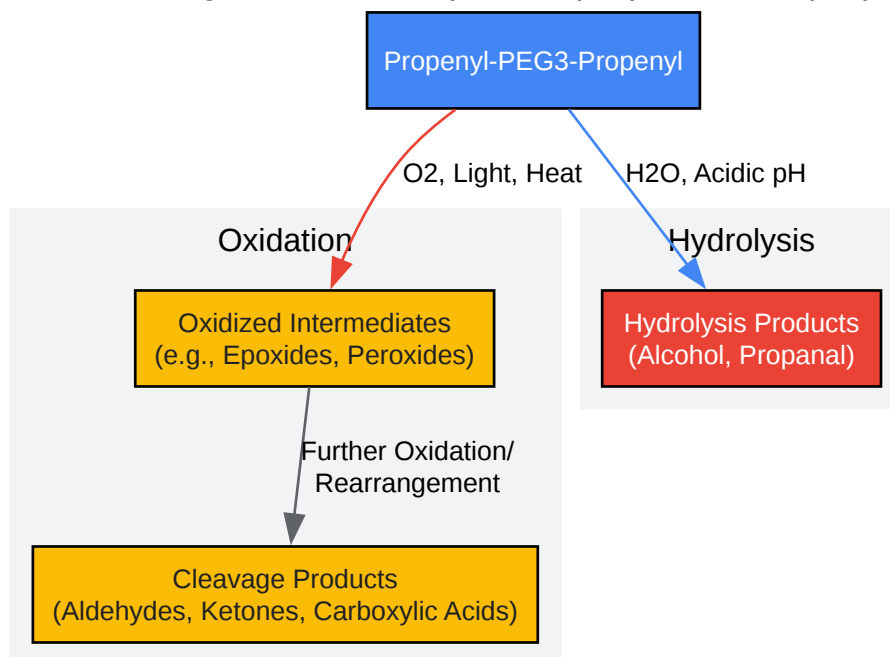 Propenyl-PEG3-Propenyl
O2, Light, Heat
H2O, Acidic pH
Oxidation
Hydrolysis
Oxidized Intermediates
(e.g., Epoxides, Peroxides)
Hydrolysis Products
(Alcohol, Propanal)
Further Oxidation/
Rearrangement
Cleavage Products
(Aldehydes, Ketones, Carboxylic Acids)